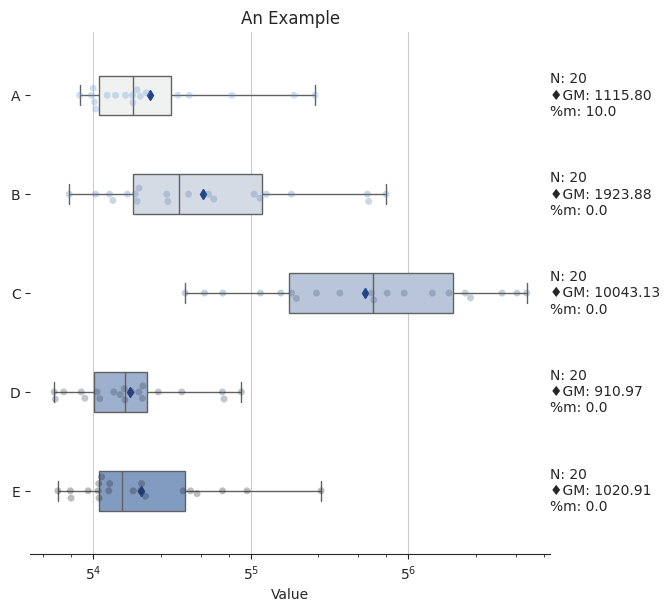 An Example
A
N: 20
♦GM: 1115.80
%m: 10.0
B
N: 20
♦GM: 1923.88
%m: 0.0
C
N: 20
♦GM: 10043.13
%m: 0.0
D
N: 20
♦GM: 910.97
%m: 0.0
E
N: 20
♦GM: 1020.91
%m: 0.0
5⁴ 5⁵ 5⁶
Value